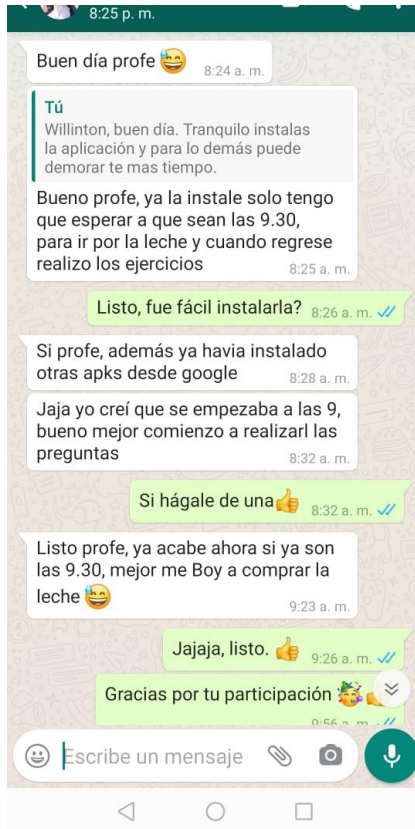 8:25 p. m.
Buen día profe 😅
8:24 a. m.
Tú
Willinton, buen día. Tranquilo instalas
la aplicación y para lo demás puede
demorar te mas tiempo.
Bueno profe, ya la instale solo tengo
que esperar a que sean las 9.30,
para ir por la leche y cuando regrese
realizo los ejercicios
8:25 a. m.
Listo, fue fácil instalarla?
8:26 a. m.
Si profe, además ya havia instalado
otras apks desde google
8:28 a. m.
Jaja yo creí que se empezaba a las 9,
bueno mejor comienzo a realizarl las
preguntas
8:32 a. m.
Si hágale de una👍
8:32 a. m.
Listo profe, ya acabe ahora si ya son
las 9.30, mejor me Boy a comprar la
leche 😅
9:23 a. m.
Jajaja, listo. 👍
9:26 a. m.
Gracias por tu participación 🥳
9:56 a. m.
Escribe un mensaje